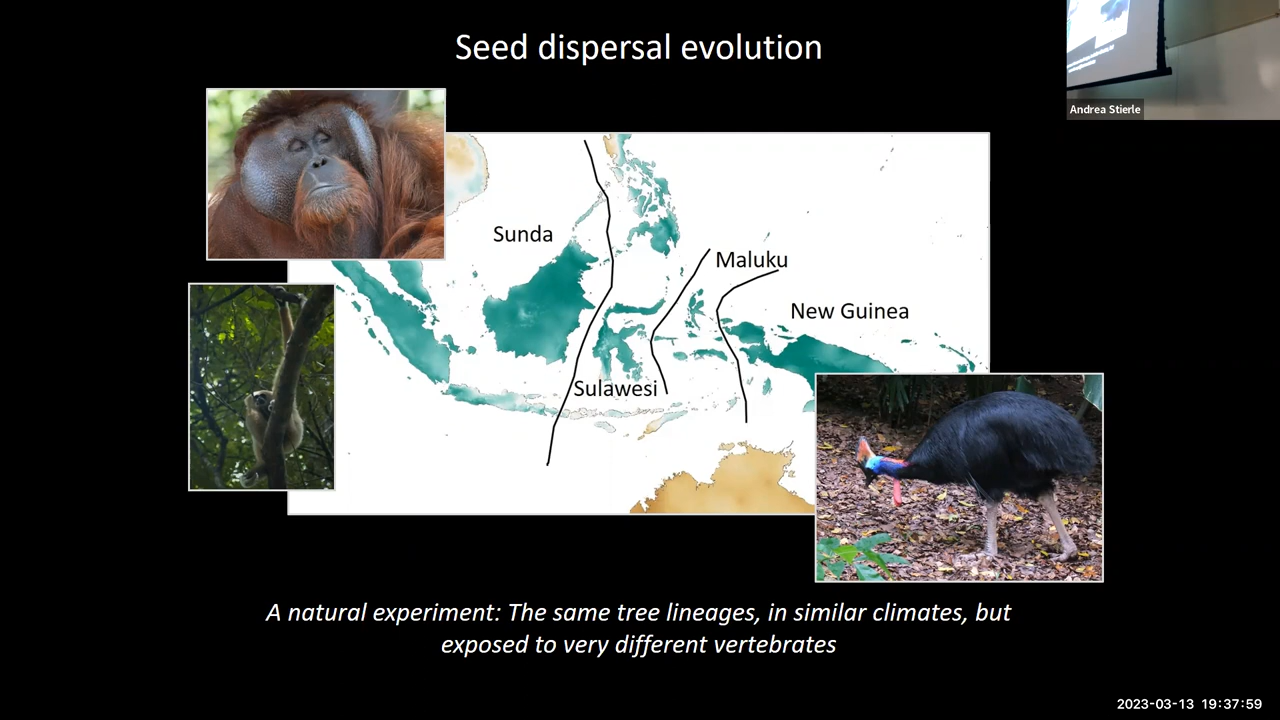 Seed dispersal evolution
Andrea Stierle
Sunda
Maluku
New Guinea
Sulawesi
A natural experiment: The same tree lineages, in similar climates, but
exposed to very different vertebrates
2023-03-13 19:37:59